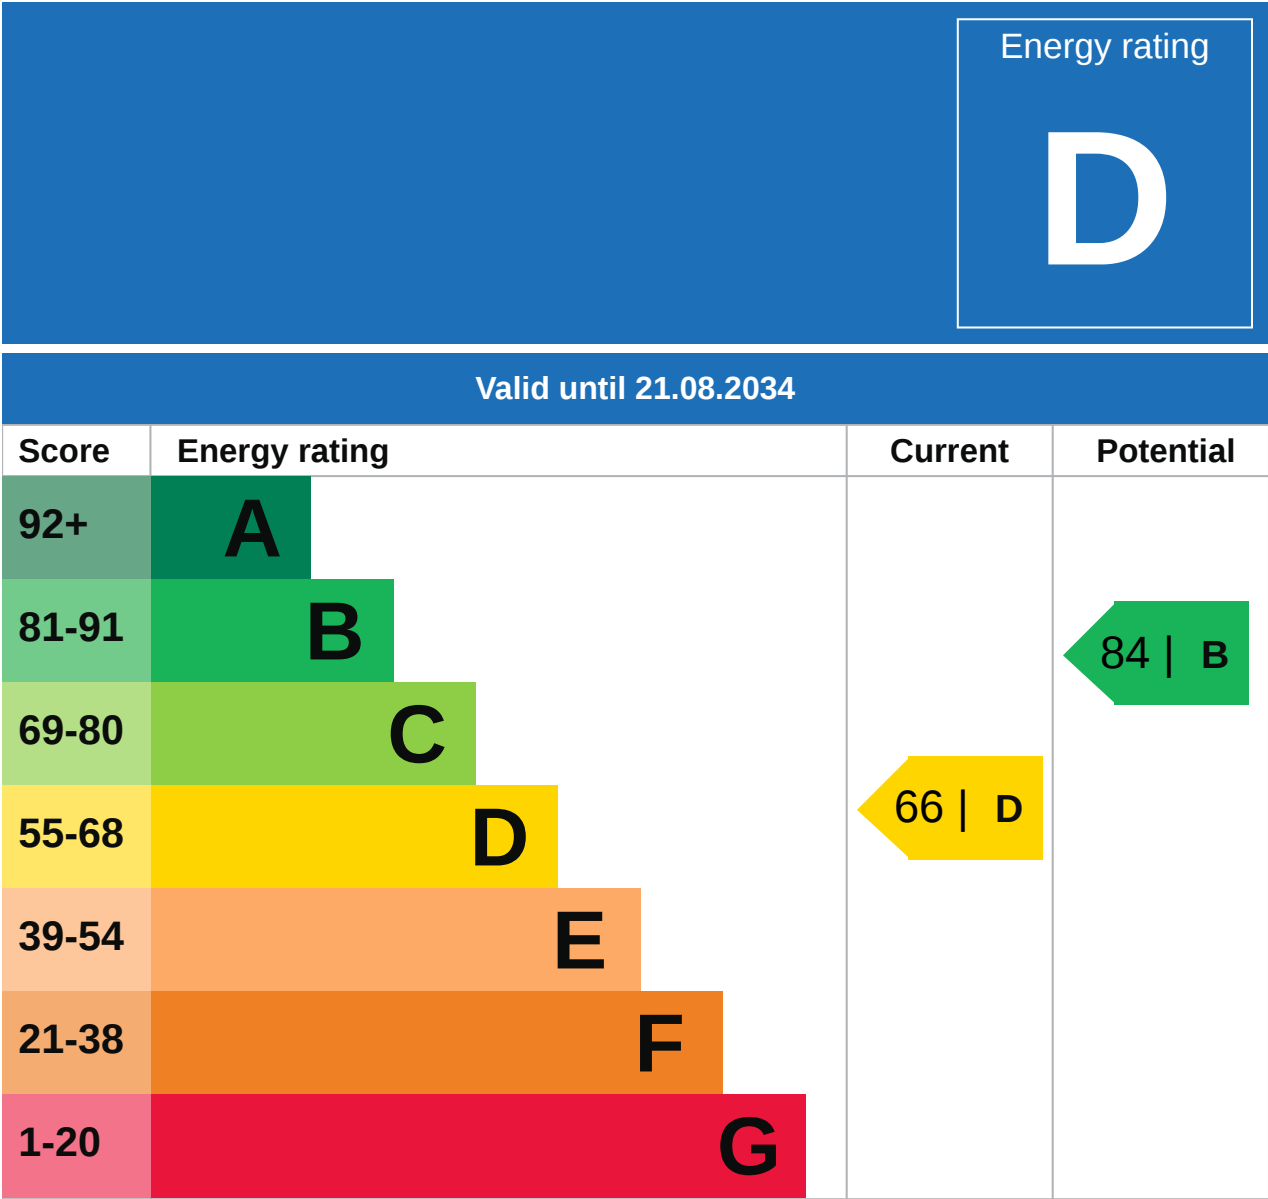 Energy rating
D
Valid until 21.08.2034
Score Energy rating Current Potential
92+ A
81-91 B
84 | B
69-80 C
55-68 D
66 | D
39-54 E
21-38 F
1-20 G